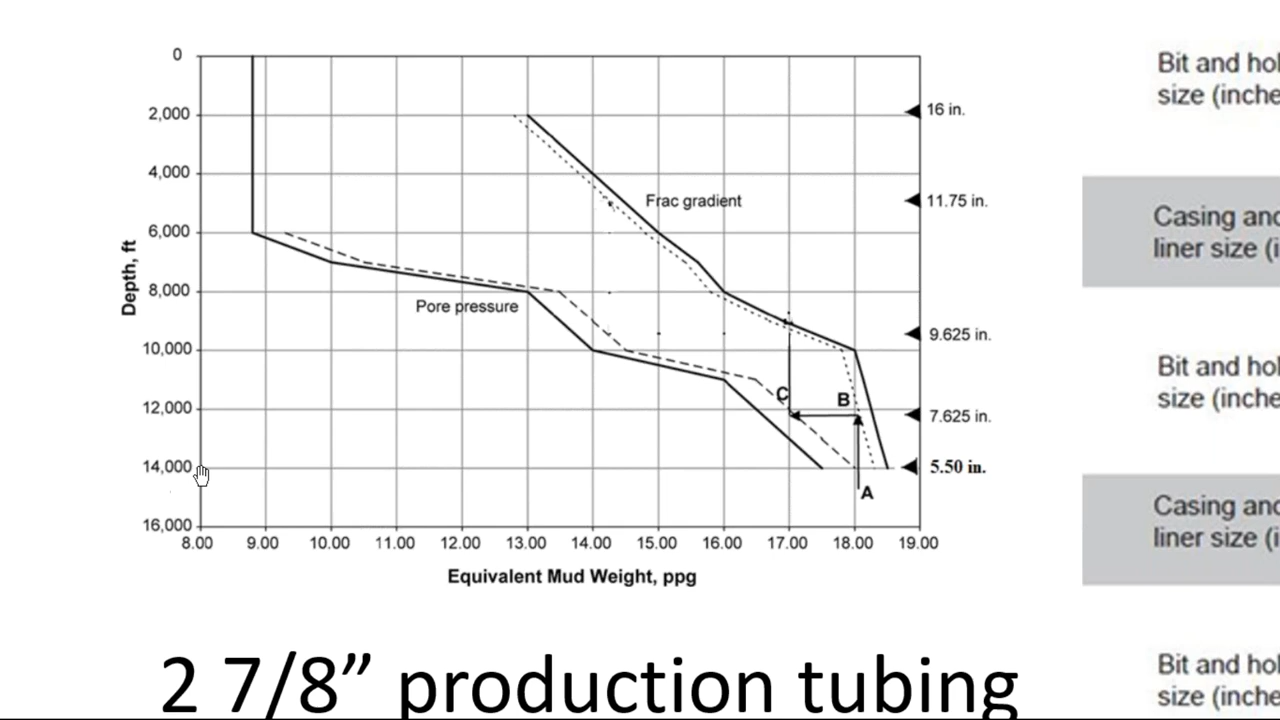 0
2,000
4,000
6,000
8,000
10,000
12,000
14,000
16,000
Depth, ft
8.00 9.00 10.00 11.00 12.00 13.00 14.00 15.00 16.00 17.00 18.00 19.00
Equivalent Mud Weight, ppg
Frac gradient
Pore pressure
C
B
A
16 in.
11.75 in.
9.625 in.
7.625 in.
5.50 in.
2 7/8” production tubing
Bit and hol
size (inche
Casing and
liner size (i
Bit and hol
size (inche
Casing and
liner size (i
Bit and hol
size (inche